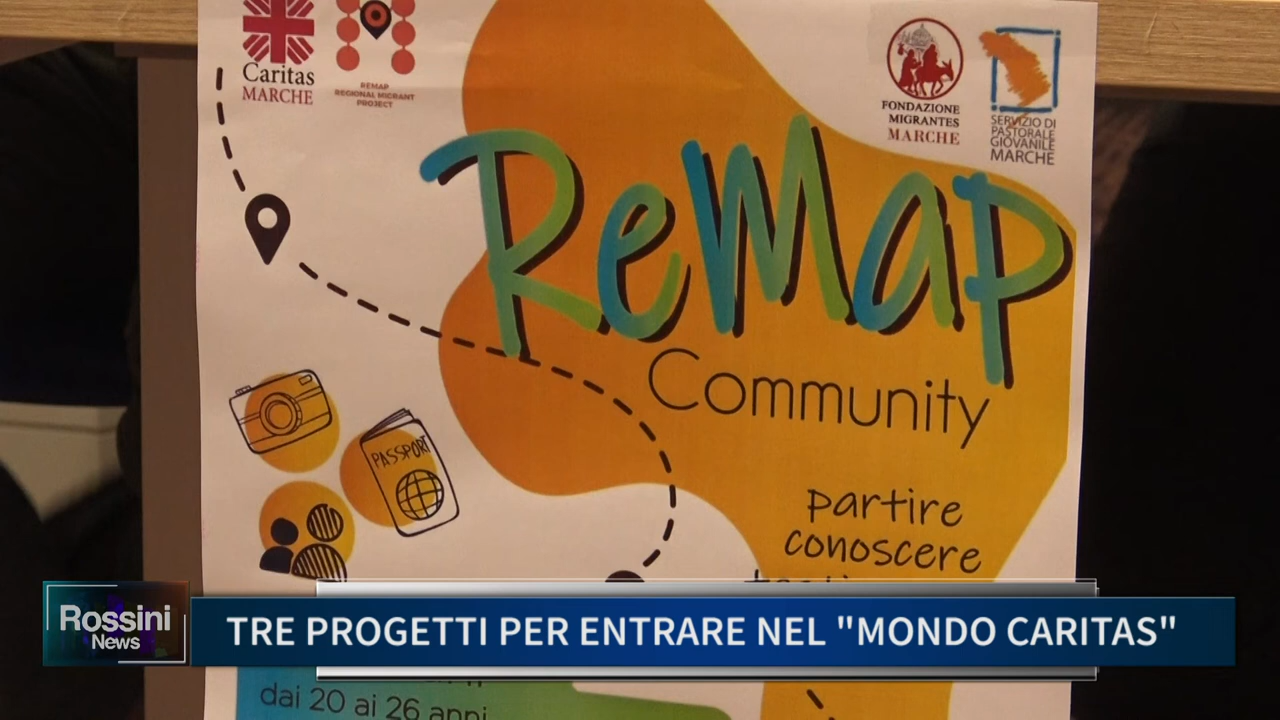 Caritas
MARCHE
REMAP
REGIONAL MIGRANT
PROJECT
FONDAZIONE
MIGRANTES
MARCHE
SERVIZIO DI
PASTORALE
GIOVANILE
MARCHE
ReMap
Community
PASSPORT
partire
conoscere
Rossini
News
TRE PROGETTI PER ENTRARE NEL "MONDO CARITAS"
dai 20 ai 26 anni